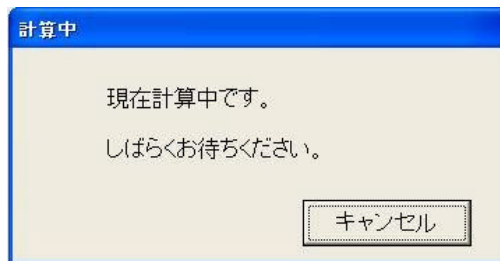 計算中
現在計算中です。
しばらくお待ちください。
キャンセル